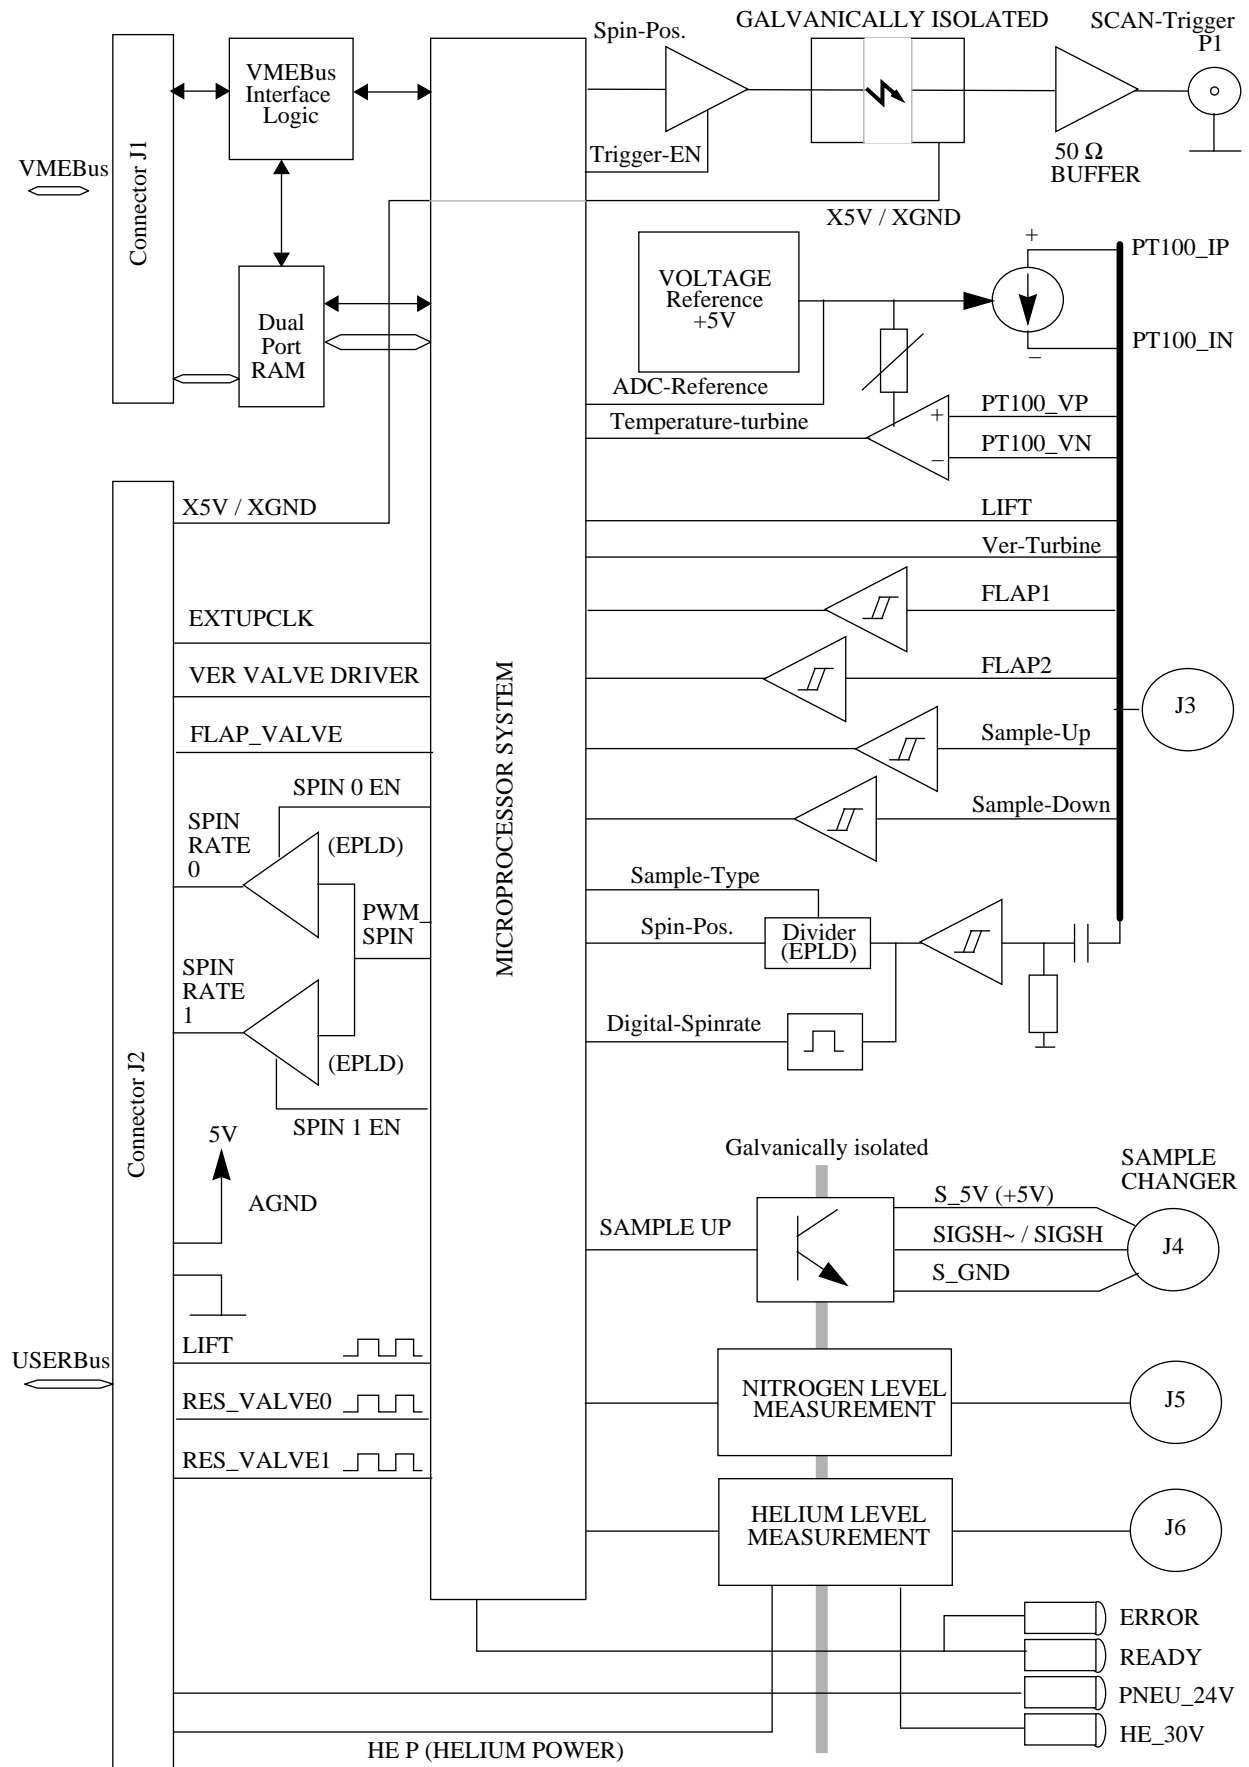 Spin-Pos.
GALVANICALLY ISOLATED
SCAN-Trigger
P1
VMEBus
Interface
Logic
Connector J1
VMEBus
Trigger-EN
50 Ω
BUFFER
X5V / XGND
+
PT100_IP
VOLTAGE
Reference
+5V
Dual
Port
RAM
–
PT100_IN
ADC-Reference
Temperature-turbine
+
PT100_VP
–
PT100_VN
X5V / XGND
LIFT
Ver-Turbine
EXTUPCLK
FLAP1
VER VALVE DRIVER
FLAP2
MICROPROCESSOR SYSTEM
J3
FLAP_VALVE
Sample-Up
SPIN 0 EN
Sample-Down
SPIN
RATE
0
(EPLD)
Sample-Type
PWM_
SPIN
Spin-Pos.
Divider
(EPLD)
SPIN
RATE
1
Digital-Spinrate
(EPLD)
Connector J2
SPIN 1 EN
5V
AGND
Galvanically isolated
SAMPLE
CHANGER
S_5V (+5V)
SAMPLE UP
SIGSH~ / SIGSH
J4
S_GND
LIFT
USERBus
RES_VALVE0
NITROGEN LEVEL
MEASUREMENT
J5
RES_VALVE1
HELIUM LEVEL
MEASUREMENT
J6
ERROR
READY
PNEU_24V
HE_30V
HE P (HELIUM POWER)